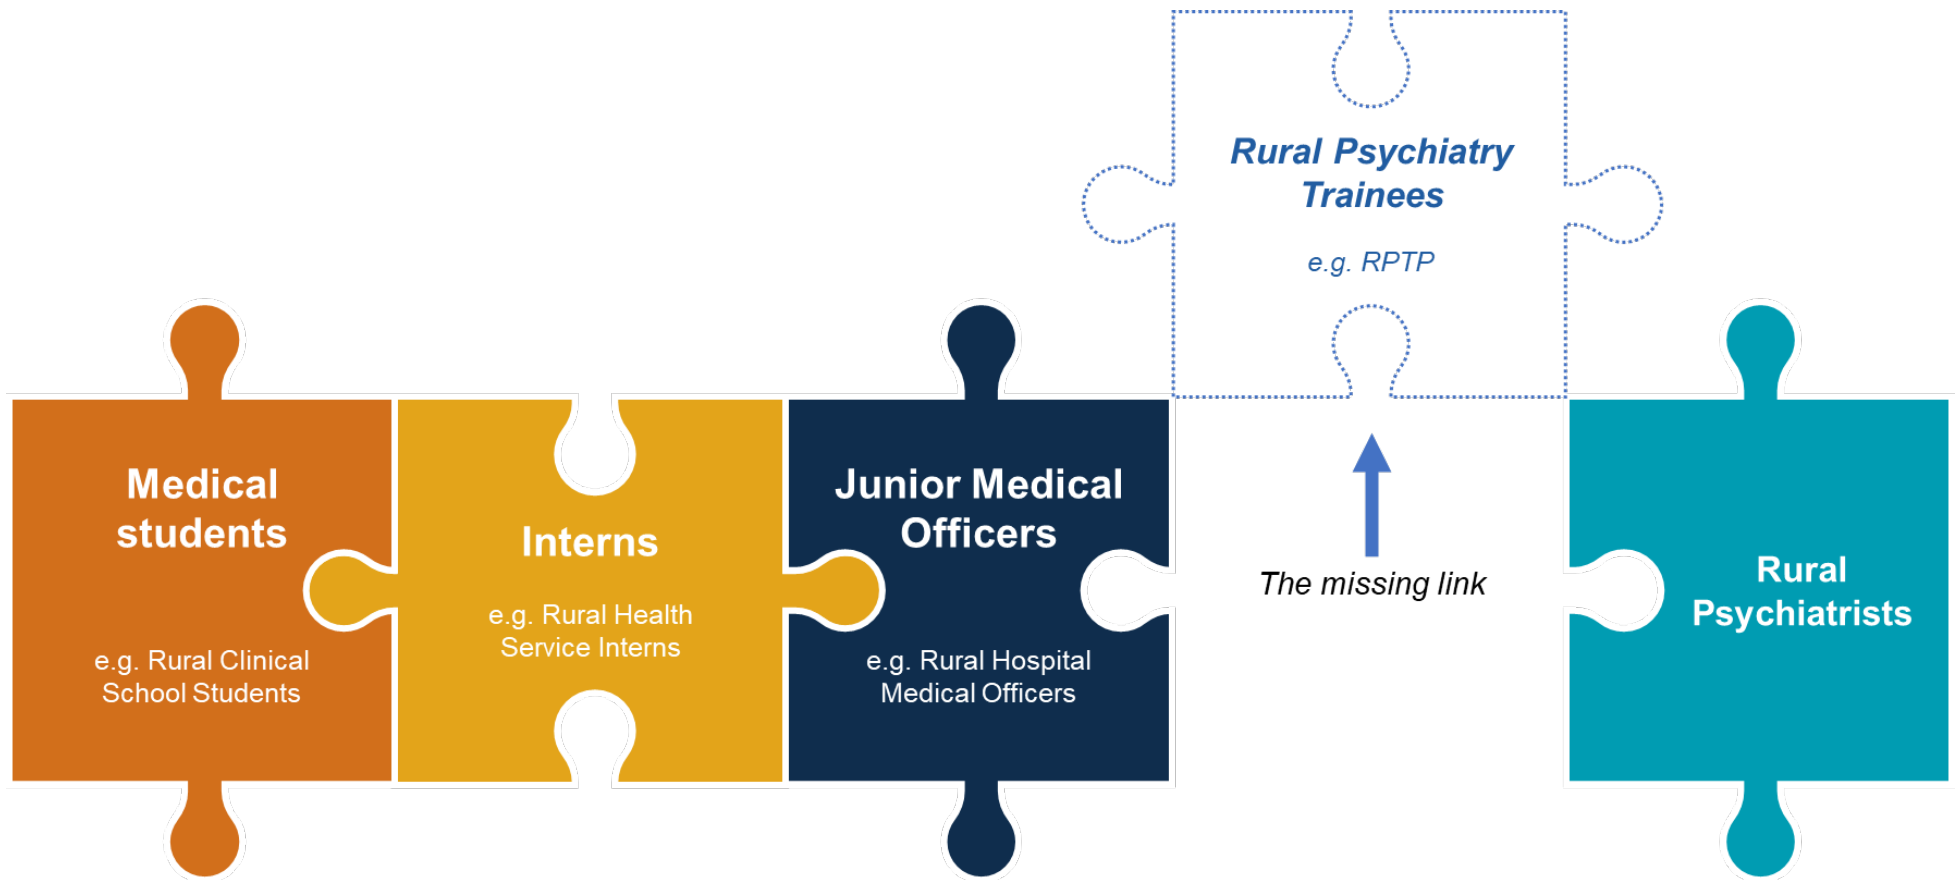 Medical
students
e.g. Rural Clinical
School Students
Interns
e.g. Rural Health
Service Interns
Junior Medical
Officers
e.g. Rural Hospital
Medical Officers
Rural Psychiatry
Trainees
e.g. RPTP
The missing link
Rural
Psychiatrists